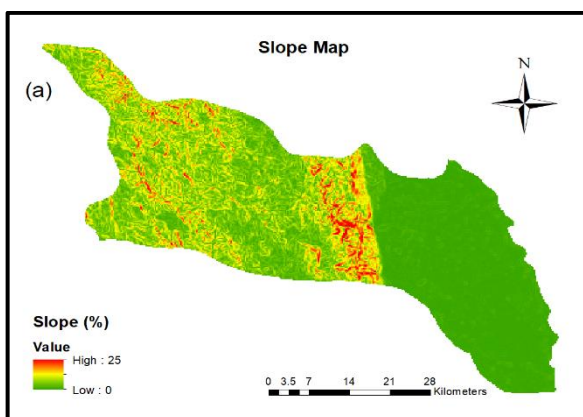 Slope Map
N
(a)
Slope (%)
Value
High : 25
Low : 0
0 3.5 7 14 21 28
Kilometers